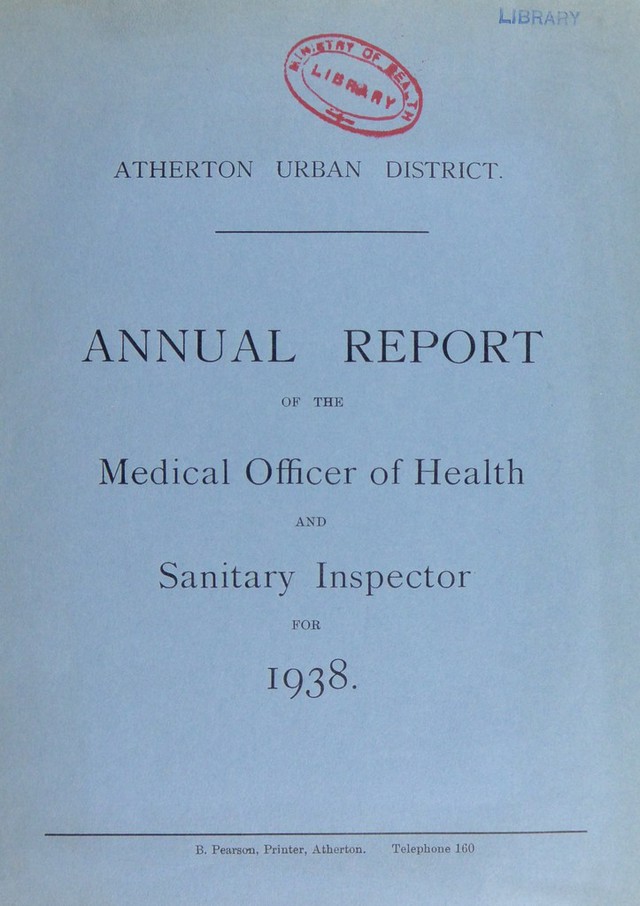 LIBRARY
MINISTRY OF HEALTH
LIBRARY
ATHERTON URBAN DISTRICT.
ANNUAL REPORT
OF THE
Medical Officer of Health
AND
Sanitary Inspector
FOR
1938.
B. Pearson, Printer, Atherton. Telephone 160